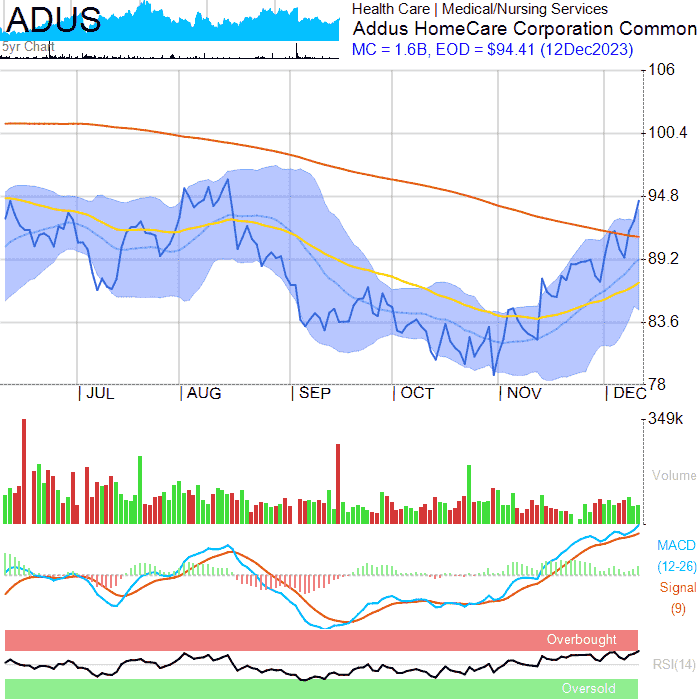 ADUS
5yr Chart
Health Care | Medical/Nursing Services
Addus HomeCare Corporation Common
MC = 1.6B, EOD = $94.41 (12Dec2023)
106
100.4
94.8
89.2
83.6
78
| JUL | AUG | SEP | OCT | NOV | DEC
349k
Volume
MACD
(12-26)
Signal
(9)
Overbought
RSI(14)
Oversold